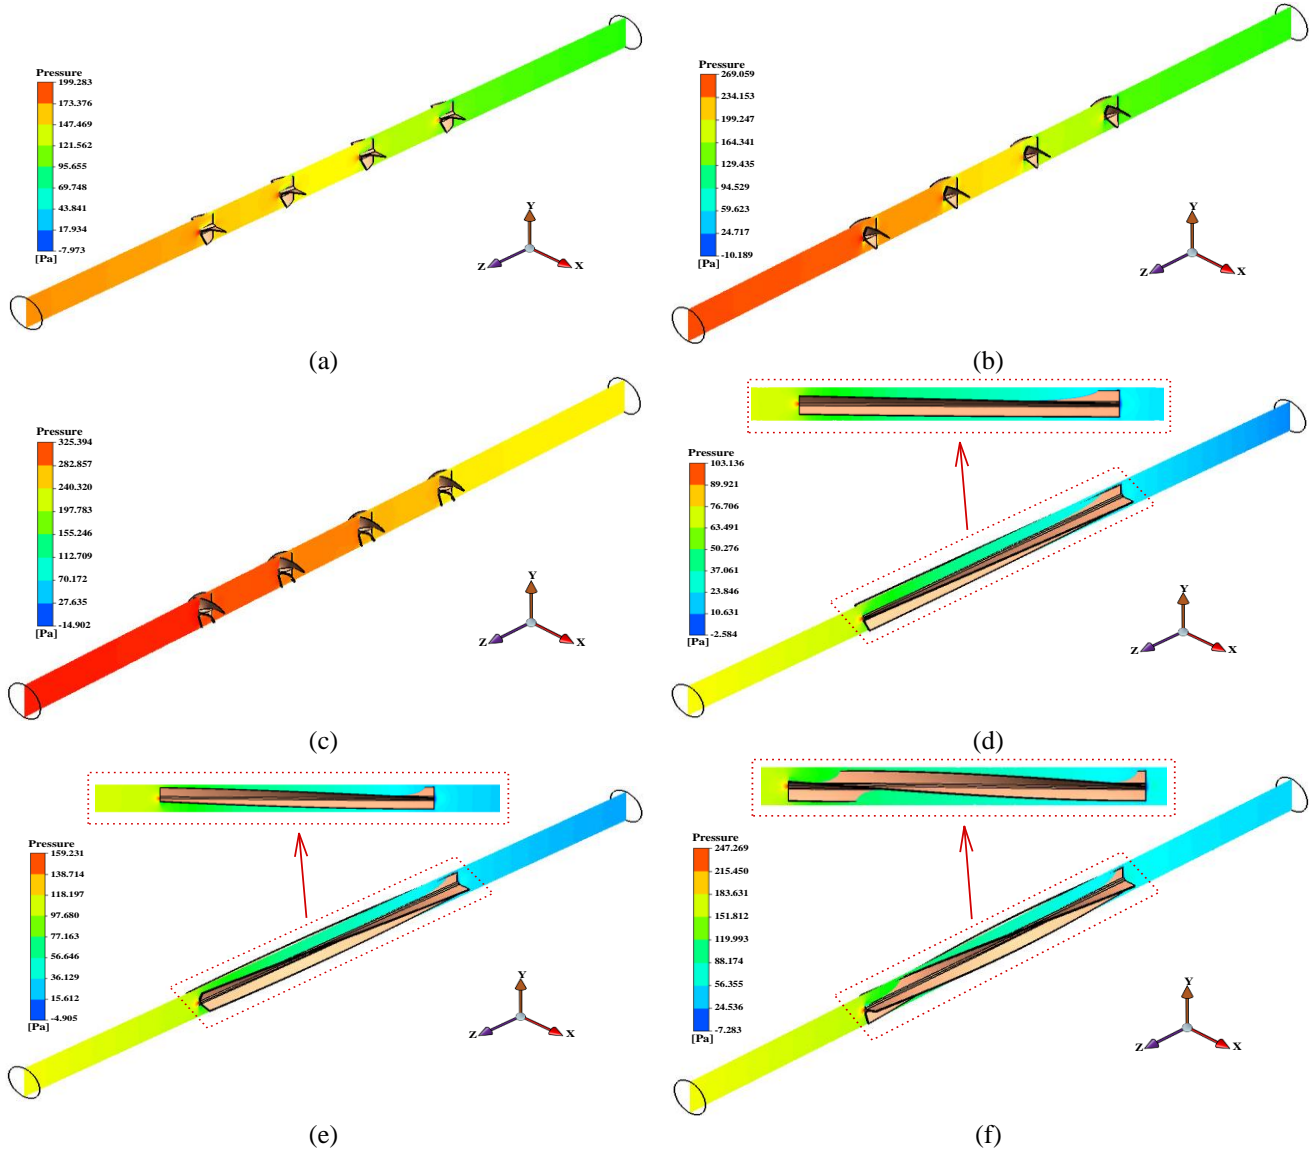 Pressure
199.283
173.376
147.469
121.562
95.655
69.748
43.841
17.934
-7.973
[Pa]
Y
Z
X
(a)
Pressure
269.059
234.153
199.247
164.341
129.435
94.529
59.623
24.717
-10.189
[Pa]
Y
Z
X
(b)
Pressure
325.394
282.857
240.320
197.783
155.246
112.709
70.172
27.635
-14.902
[Pa]
Y
Z
X
(c)
Pressure
103.136
89.921
76.706
63.491
50.276
37.061
23.846
10.631
-2.584
[Pa]
Y
Z
X
(d)
Pressure
159.231
138.714
118.197
97.680
77.163
56.646
36.129
15.612
-4.905
[Pa]
Y
Z
X
(e)
Pressure
247.269
215.450
183.631
151.812
119.993
88.174
56.355
24.536
-7.283
[Pa]
Y
Z
X
(f)